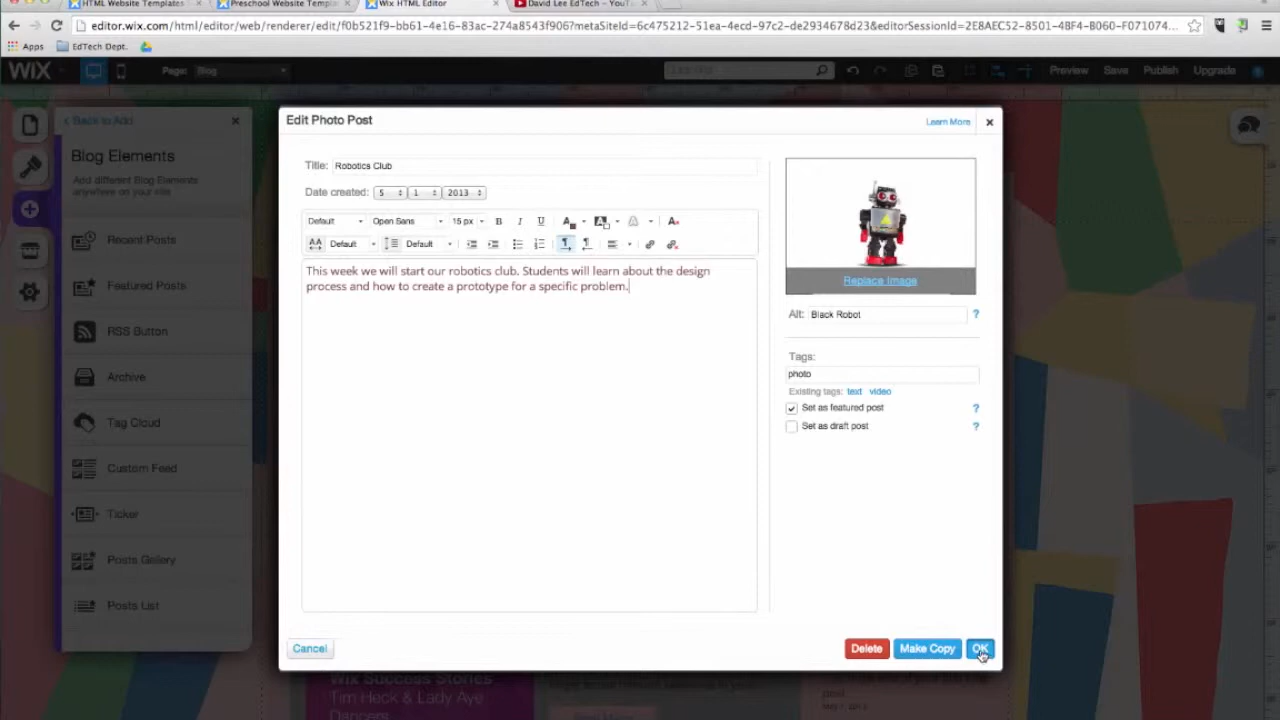 HTML Website Templates
Preschool Website Templ
Wix HTML Editor
David Lee EdTech - YouT
editor.wix.com/html/editor/web/renderer/edit/f0b521f9-bb61-4e16-83ac-274a8543f906?metaSiteId=6c475212-51ea-4ecd-97c2-de2934678d23&editorSessionId=2E8AEC52-8501-4BF4-B060-F071074...
Apps EdTech Dept.
WIX Page: Blog Preview Save Publish Upgrade
Back to Add
Blog Elements
Add different Blog Elements
anywhere on your site
Recent Posts
Featured Posts
RSS Button
Archive
Tag Cloud
Custom Feed
Ticker
Posts Gallery
Posts List
Edit Photo Post
Learn More
Title: Robotics Club
Date created: 5 1 2013
Default Open Sans 15 px B I U
Default Default
This week we will start our robotics club. Students will learn about the design
process and how to create a prototype for a specific problem.
Replace Image
Alt: Black Robot
Tags:
photo
Existing tags: text video
Set as featured post
Set as draft post
Cancel Delete Make Copy OK
Wix Success Stories
Tim Heck & Lady Aye
Dancers
May 1, 2013